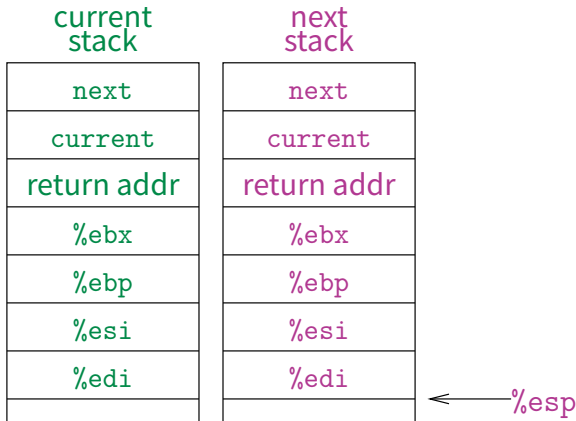 current
stack
next
stack
next
next
current
current
return addr
return addr
%ebx
%ebx
%ebp
%ebp
%esi
%esi
%edi
%edi
%esp